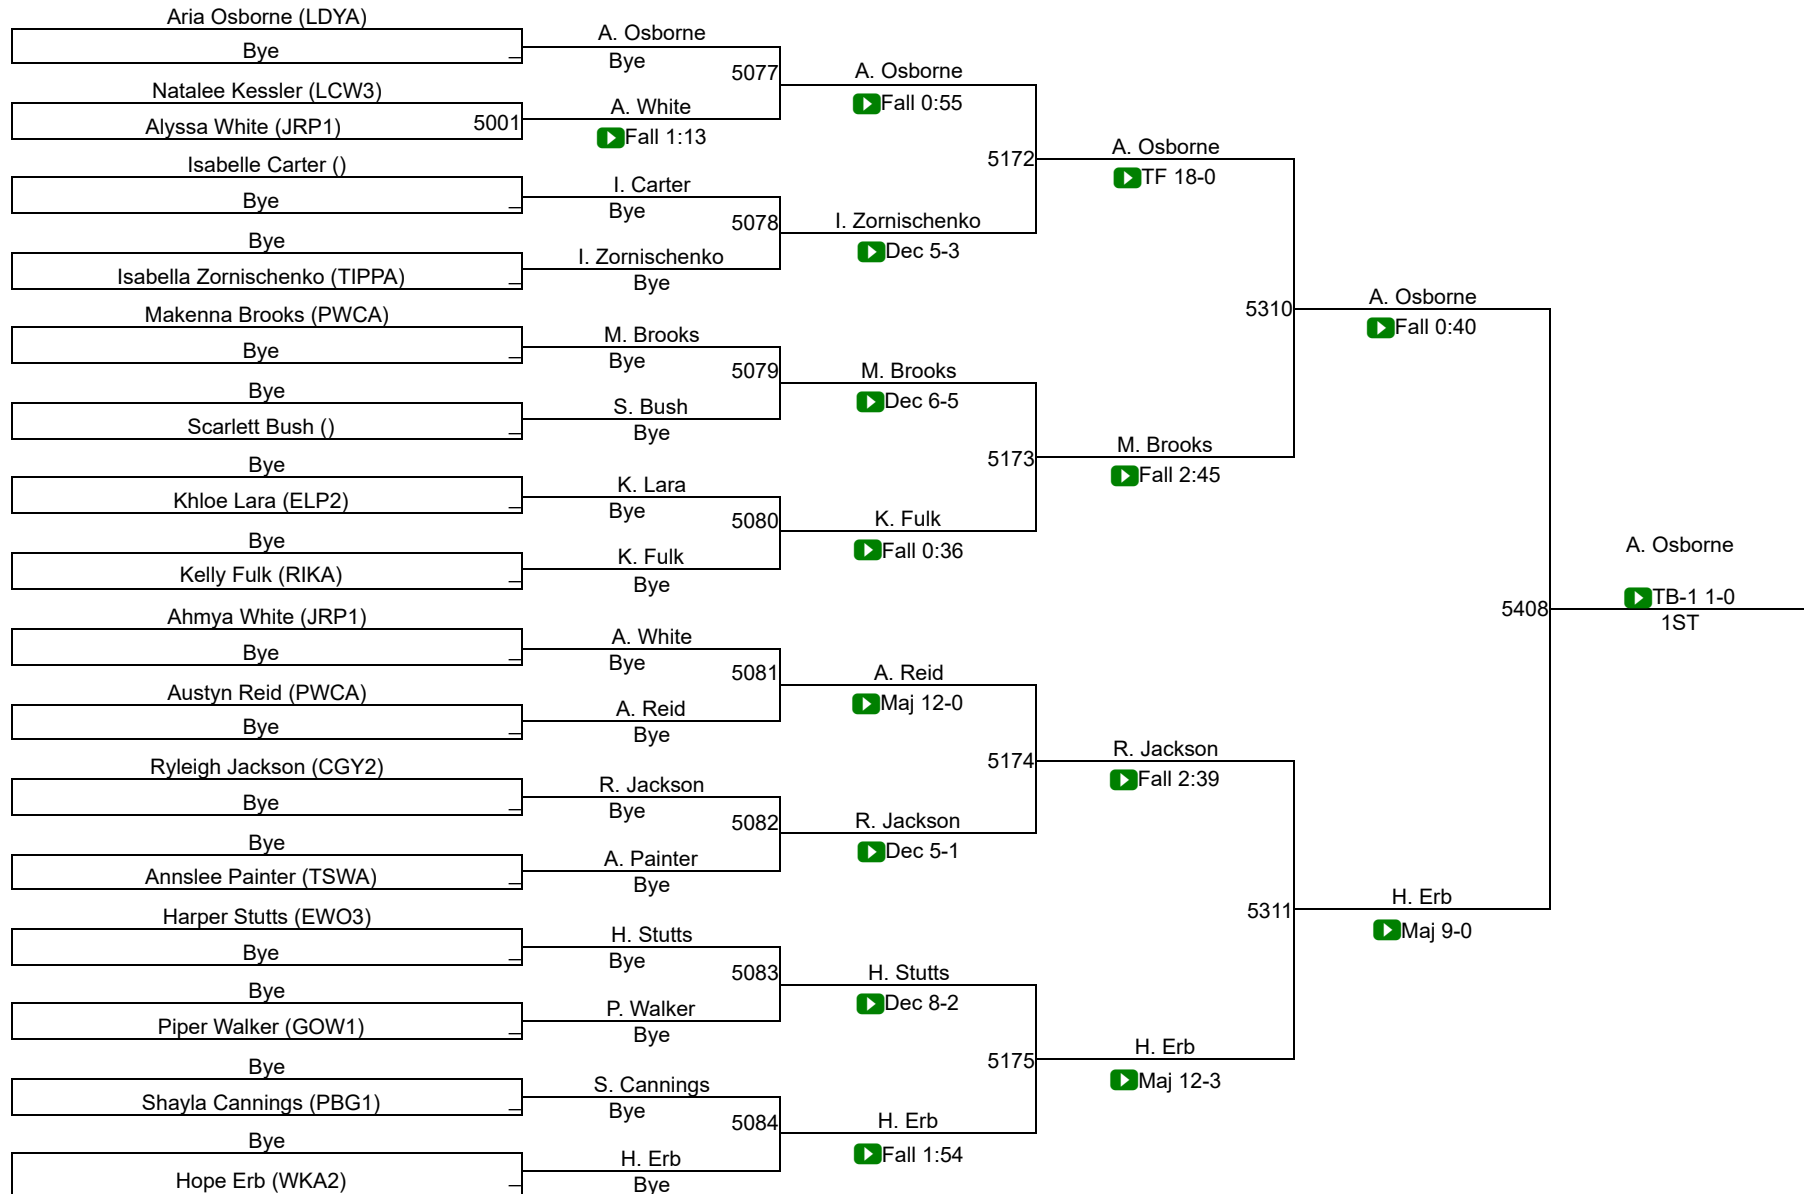 Aria Osborne (LDYA)
Bye
Natalee Kessler (LCW3)
Alyssa White (JRP1) 5001
Isabelle Carter ()
Bye
Bye
Isabella Zornischenko (TIPPA)
Makenna Brooks (PWCA)
Bye
Bye
Scarlett Bush ()
Bye
Khloe Lara (ELP2)
Bye
Kelly Fulk (RIKA)
Ahmya White (JRP1)
Bye
Austyn Reid (PWCA)
Bye
Ryleigh Jackson (CGY2)
Bye
Bye
Annslee Painter (TSWA)
Harper Stutts (EWO3)
Bye
Bye
Piper Walker (GOW1)
Bye
Shayla Cannings (PBG1)
Bye
Hope Erb (WKA2)
A. Osborne
Bye
5077
A. White
Fall 1:13
I. Carter
Bye
5078
I. Zornischenko
Bye
M. Brooks
Bye
5079
S. Bush
Bye
K. Lara
Bye
5080
K. Fulk
Bye
A. White
Bye
5081
A. Reid
Bye
R. Jackson
Bye
5082
A. Painter
Bye
H. Stutts
Bye
5083
P. Walker
Bye
S. Cannings
Bye
5084
H. Erb
Bye
A. Osborne
Fall 0:55
5172
I. Zornischenko
Dec 5-3
M. Brooks
Dec 6-5
5173
K. Fulk
Fall 0:36
A. Reid
Maj 12-0
5174
R. Jackson
Dec 5-1
H. Stutts
Dec 8-2
5175
H. Erb
Fall 1:54
A. Osborne
TF 18-0
5310
M. Brooks
Fall 2:45
R. Jackson
Fall 2:39
5311
H. Erb
Maj 12-3
A. Osborne
Fall 0:40
5408
H. Erb
Maj 9-0
A. Osborne
TB-1 1-0
1ST